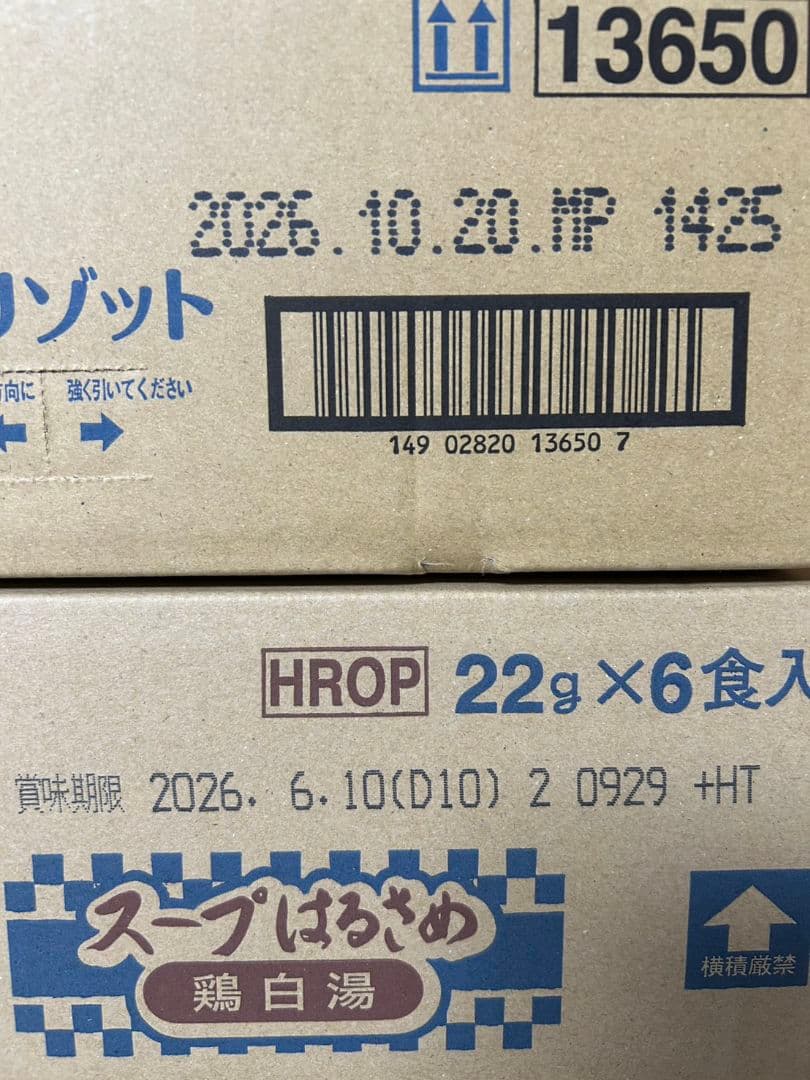 13650
2026.10.20.MP 1425
リゾット
方向に 強く引いてください
149 02820 13650 7
HROP 22g×6食入
賞味期限 2026. 6.10(D10) 2 0929 +HT
スープはるさめ
鶏白湯
横積厳禁